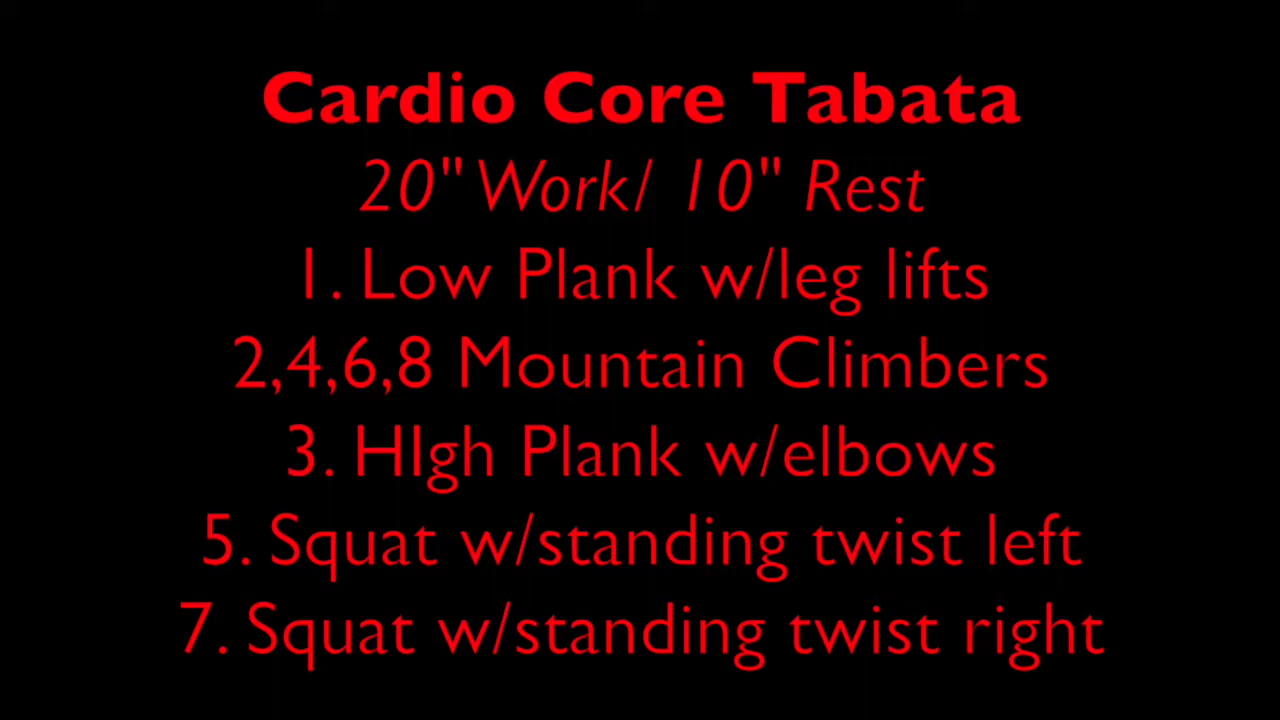 Cardio Core Tabata
20" Work/ 10" Rest
1. Low Plank w/leg lifts
2,4,6,8 Mountain Climbers
3. HIgh Plank w/elbows
5. Squat w/standing twist left
7. Squat w/standing twist right